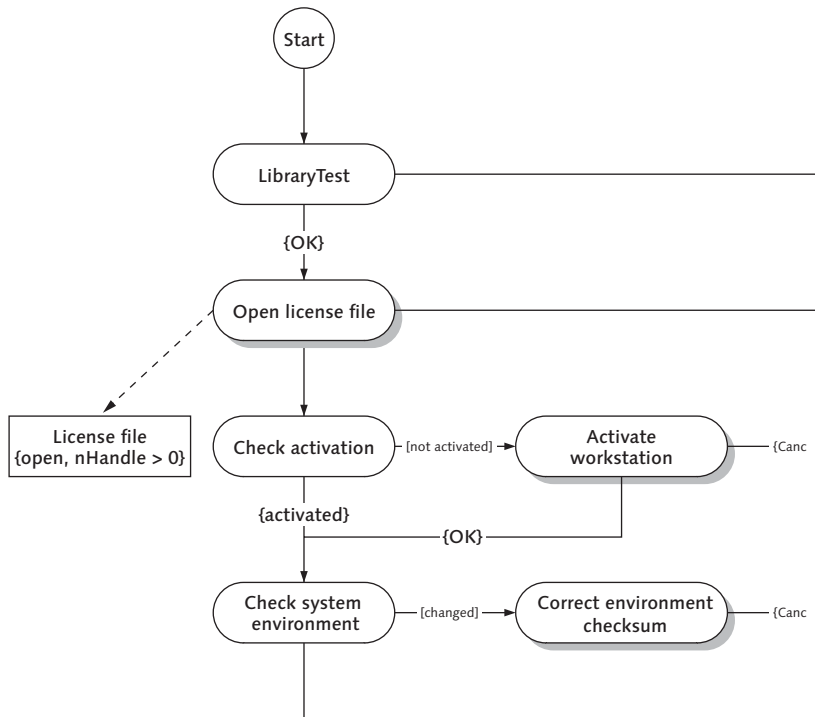 Start
LibraryTest
{OK}
Open license file
License file
{open, nHandle > 0}
Check activation
[not activated]
Activate
workstation
{Canc
{activated}
{OK}
Check system
environment
[changed]
Correct environment
checksum
{Canc